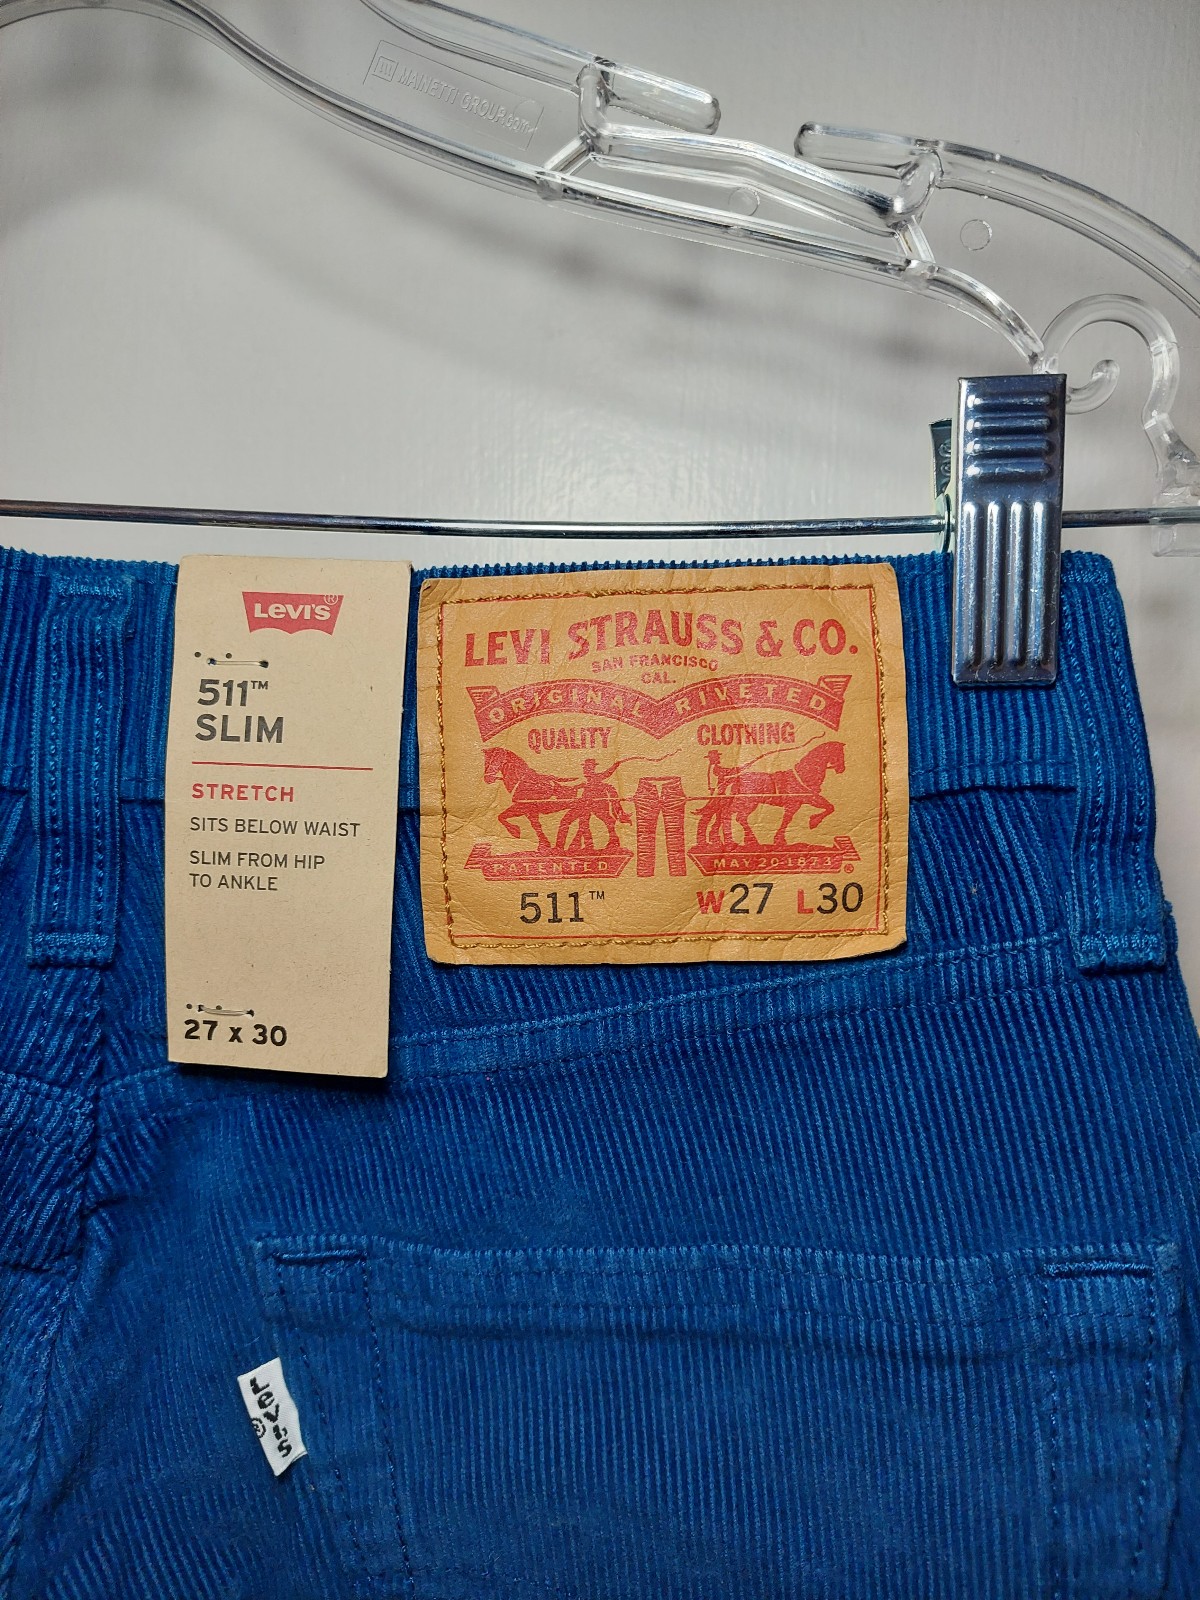 MAINETTI GROUP.com
LEVI'S®
511™
SLIM
STRETCH
SITS BELOW WAIST
SLIM FROM HIP
TO ANKLE
27 x 30
LEVI STRAUSS & CO.
SAN FRANCISCO
CAL.
ORIGINAL RIVETED
QUALITY CLOTHING
PATENTED MAY 20 1873 ®
511™ W27 L30
Levi's
®